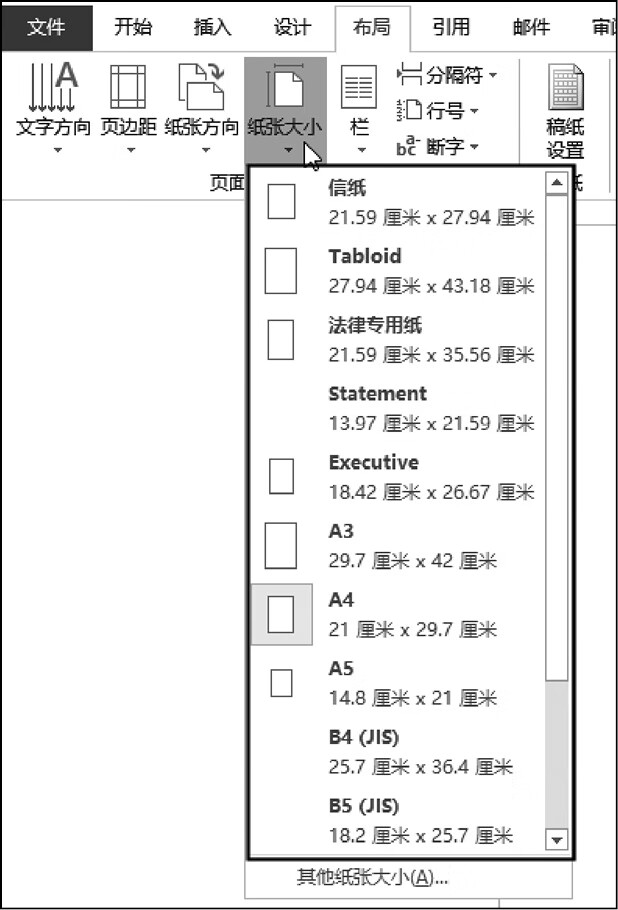 文件 开始 插入 设计 布局 引用 邮件
文字方向 页边距 纸张方向 纸张大小 栏
分隔符
行号
断字
稿纸
设置
页面
纸
信纸
21.59 厘米 x 27.94 厘米
Tabloid
27.94 厘米 x 43.18 厘米
法律专用纸
21.59 厘米 x 35.56 厘米
Statement
13.97 厘米 x 21.59 厘米
Executive
18.42 厘米 x 26.67 厘米
A3
29.7 厘米 x 42 厘米
A4
21 厘米 x 29.7 厘米
A5
14.8 厘米 x 21 厘米
B4 (JIS)
25.7 厘米 x 36.4 厘米
B5 (JIS)
18.2 厘米 x 25.7 厘米
其他纸张大小(A)...